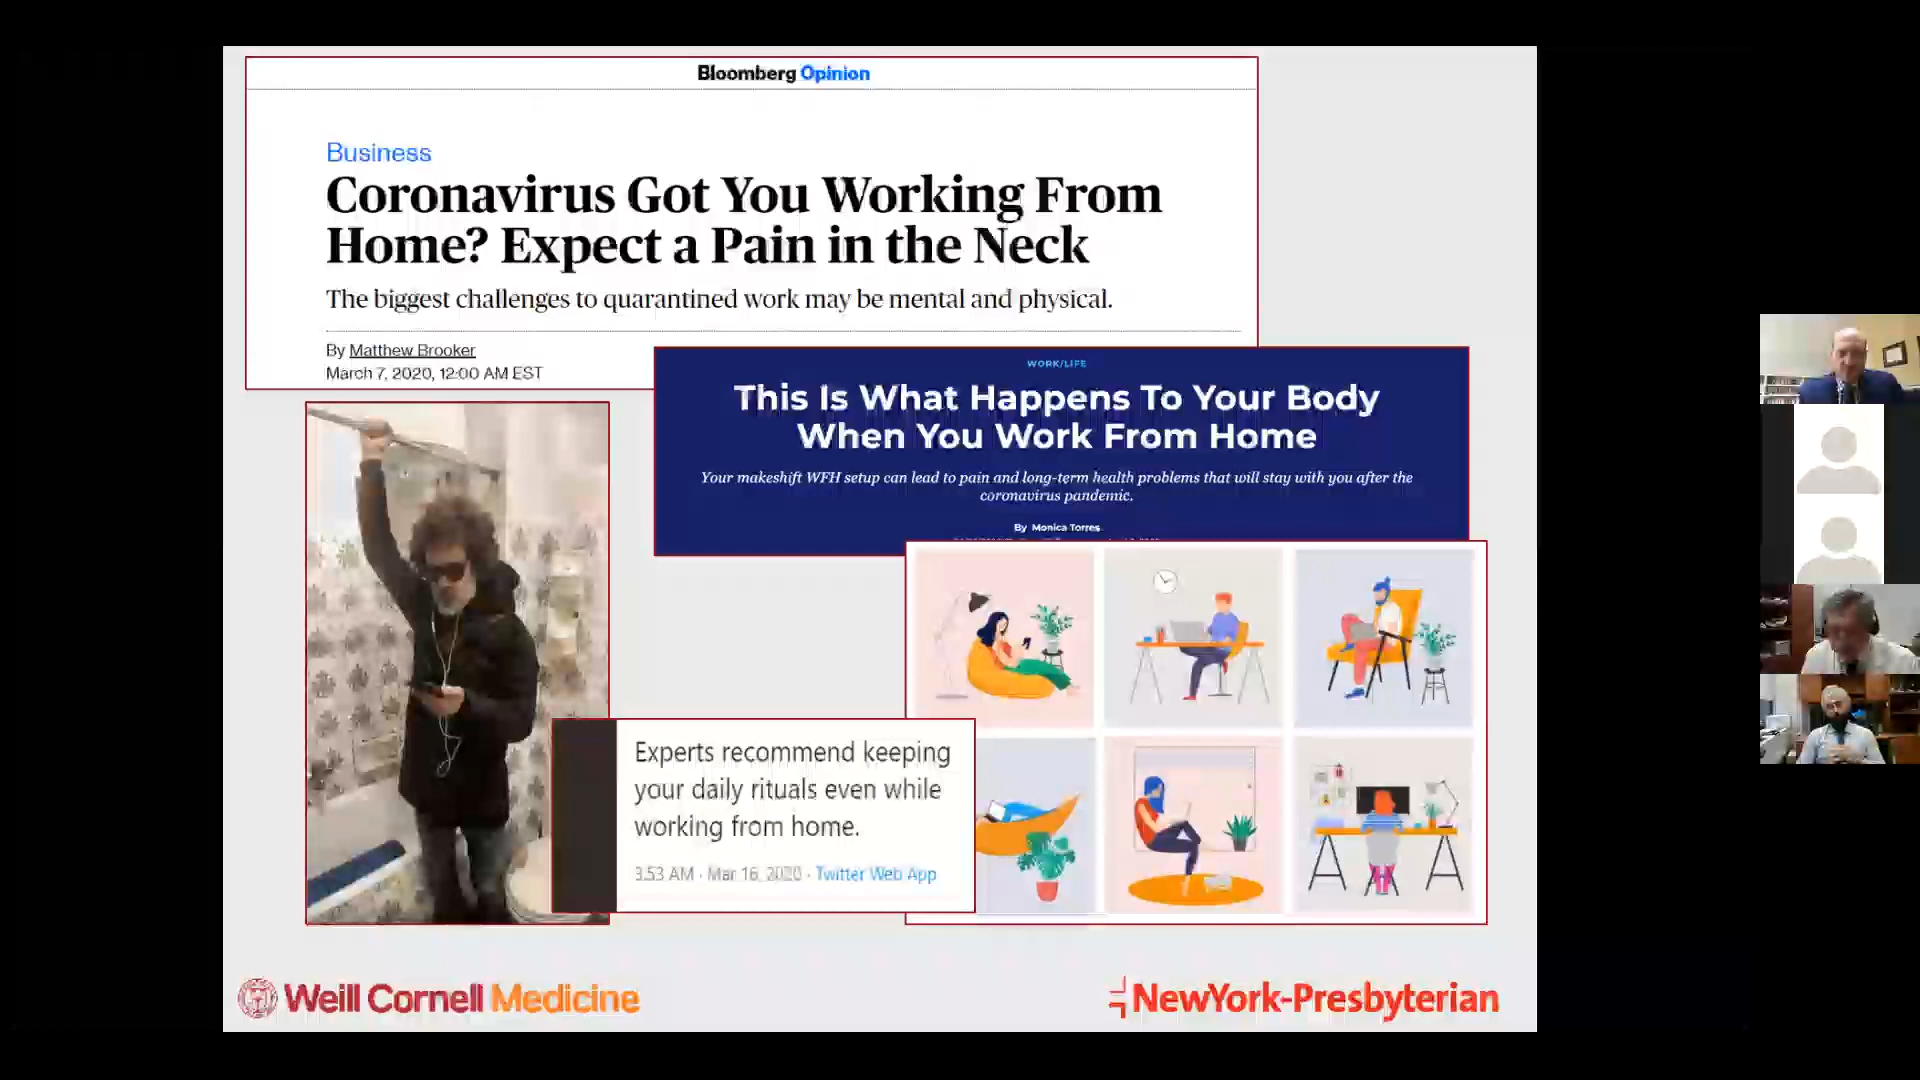 Bloomberg Opinion
Business
Coronavirus Got You Working From
Home? Expect a Pain in the Neck
The biggest challenges to quarantined work may be mental and physical.
By Matthew Brooker
March 7, 2020, 12:00 AM EST
WORK/LIFE
This Is What Happens To Your Body
When You Work From Home
Your makeshift WFH setup can lead to pain and long-term health problems that will stay with you after the
coronavirus pandemic.
By Monica Torres
Experts recommend keeping
your daily rituals even while
working from home.
3.53 AM · Mar 16, 2020 · Twitter Web App
Weill Cornell Medicine
NewYork-Presbyterian